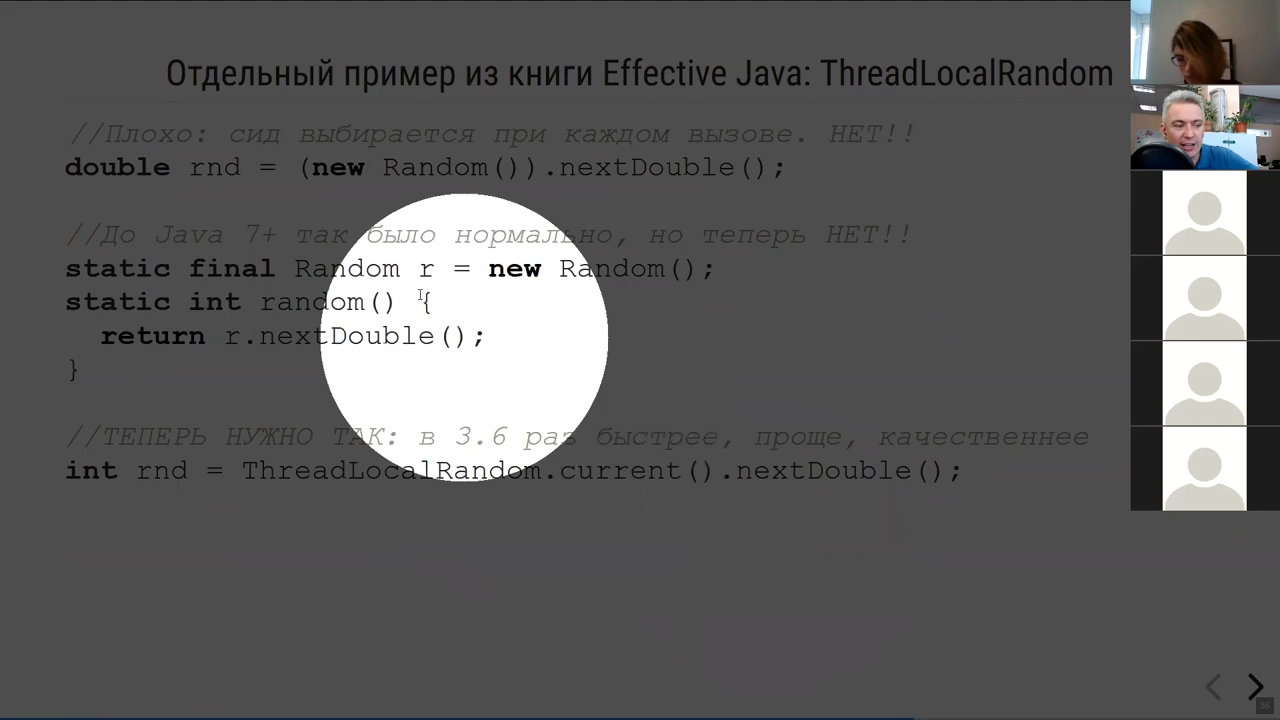 Отдельный пример из книги Effective Java: ThreadLocalRandom
//Плохо: сид выбирается при каждом вызове. НЕТ!!
double rnd = (new Random()).nextDouble();
//До Java 7+ так было нормально, но теперь НЕТ!!
static final Random r = new Random();
static int random() {
return r.nextDouble();
}
//ТЕПЕРЬ НУЖНО ТАК: в 3.6 раз быстрее, проще, качественнее
int rnd = ThreadLocalRandom.current().nextDouble();
36